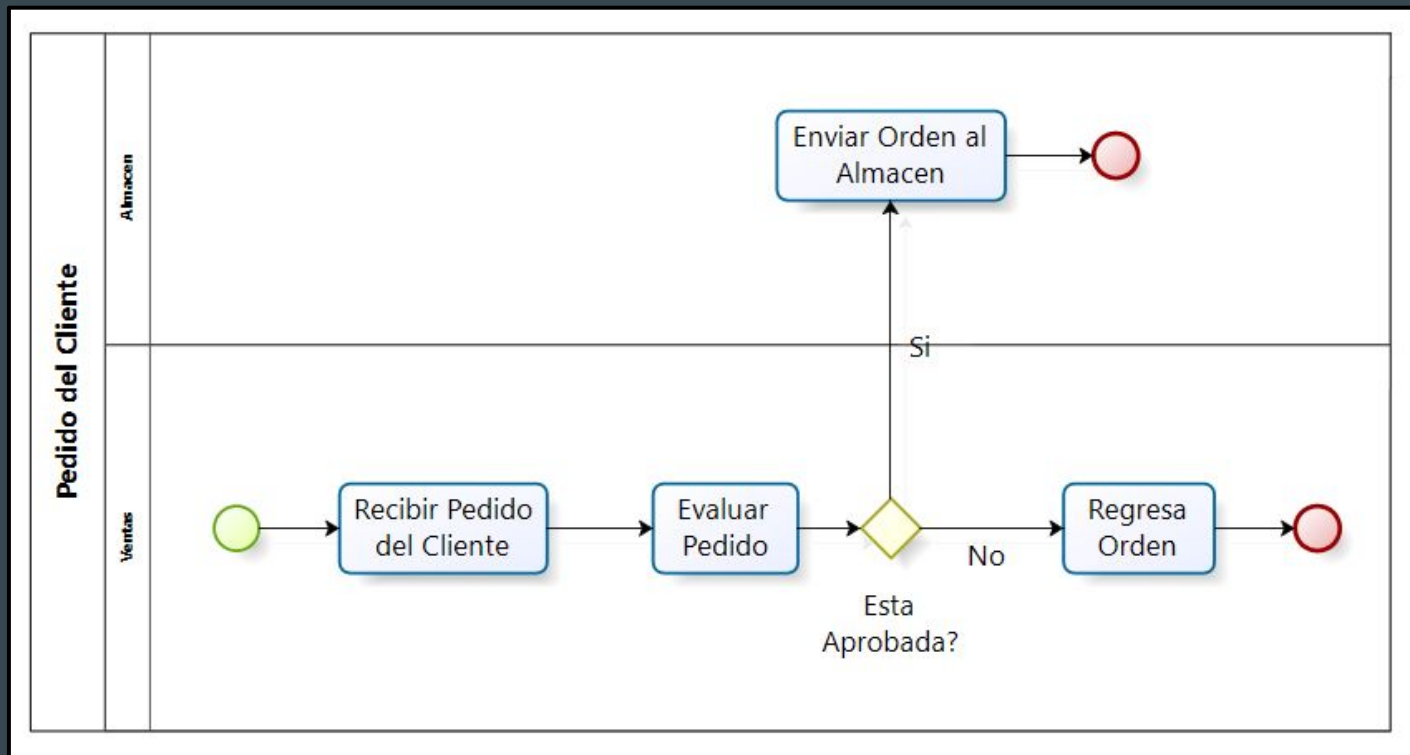 Pedido del Cliente
Almacen
Enviar Orden al
Almacen
Si
Ventas
Recibir Pedido
del Cliente
Evaluar
Pedido
Esta
Aprobada?
No
Regresa
Orden